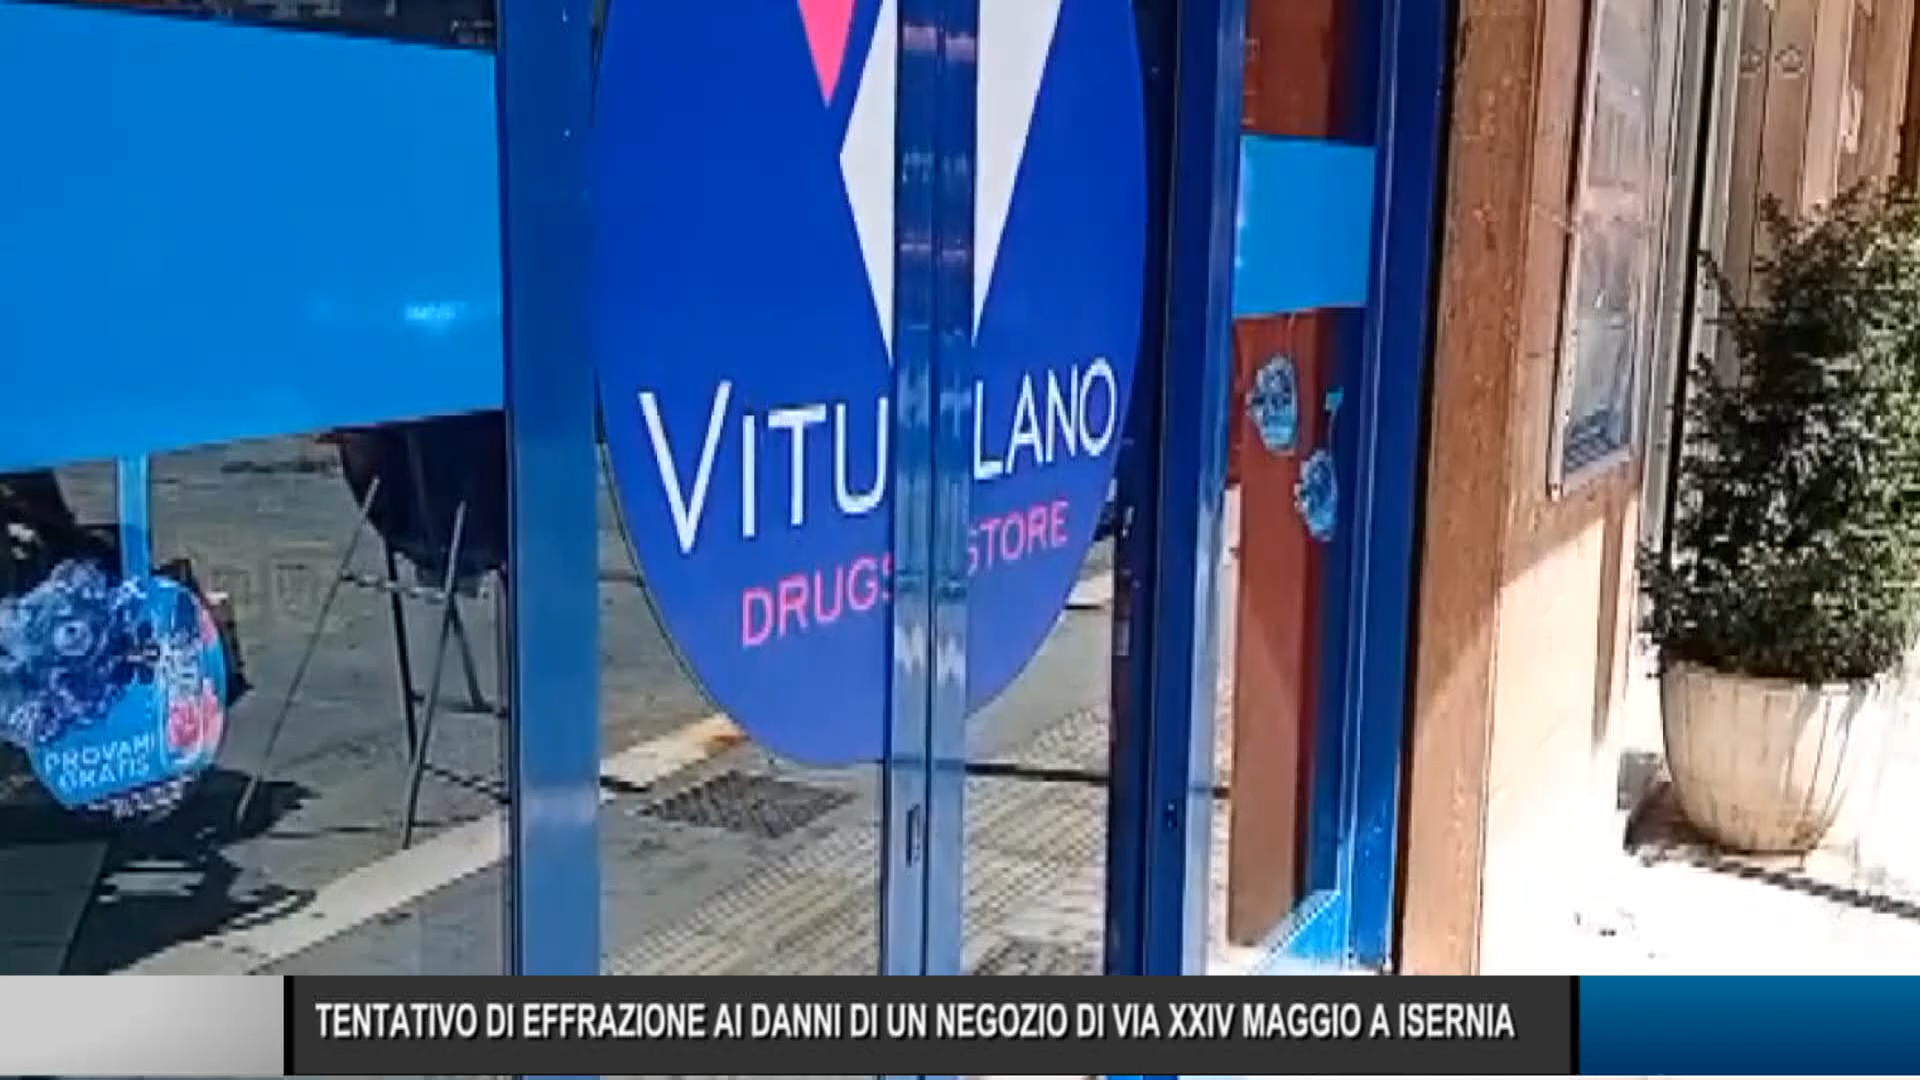 VITU LANO
DRUGS STORE
PROVAMI
GRATIS
TENTATIVO DI EFFRAZIONE AI DANNI DI UN NEGOZIO DI VIA XXIV MAGGIO A ISERNIA